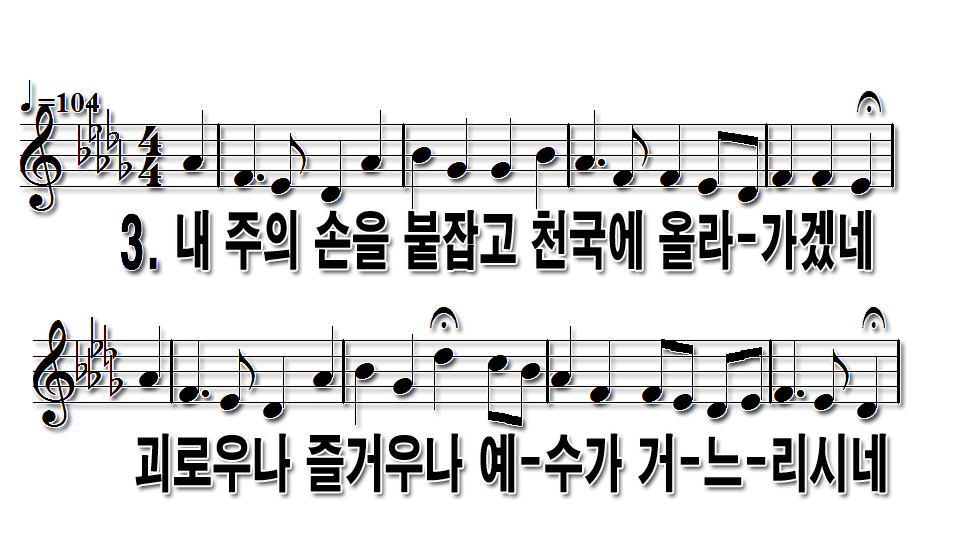 ♩=104
3. 내 주의 손을 붙잡고 천국에 올라-가겠네
괴로우나 즐거우나 예-수가 거-느-리시네